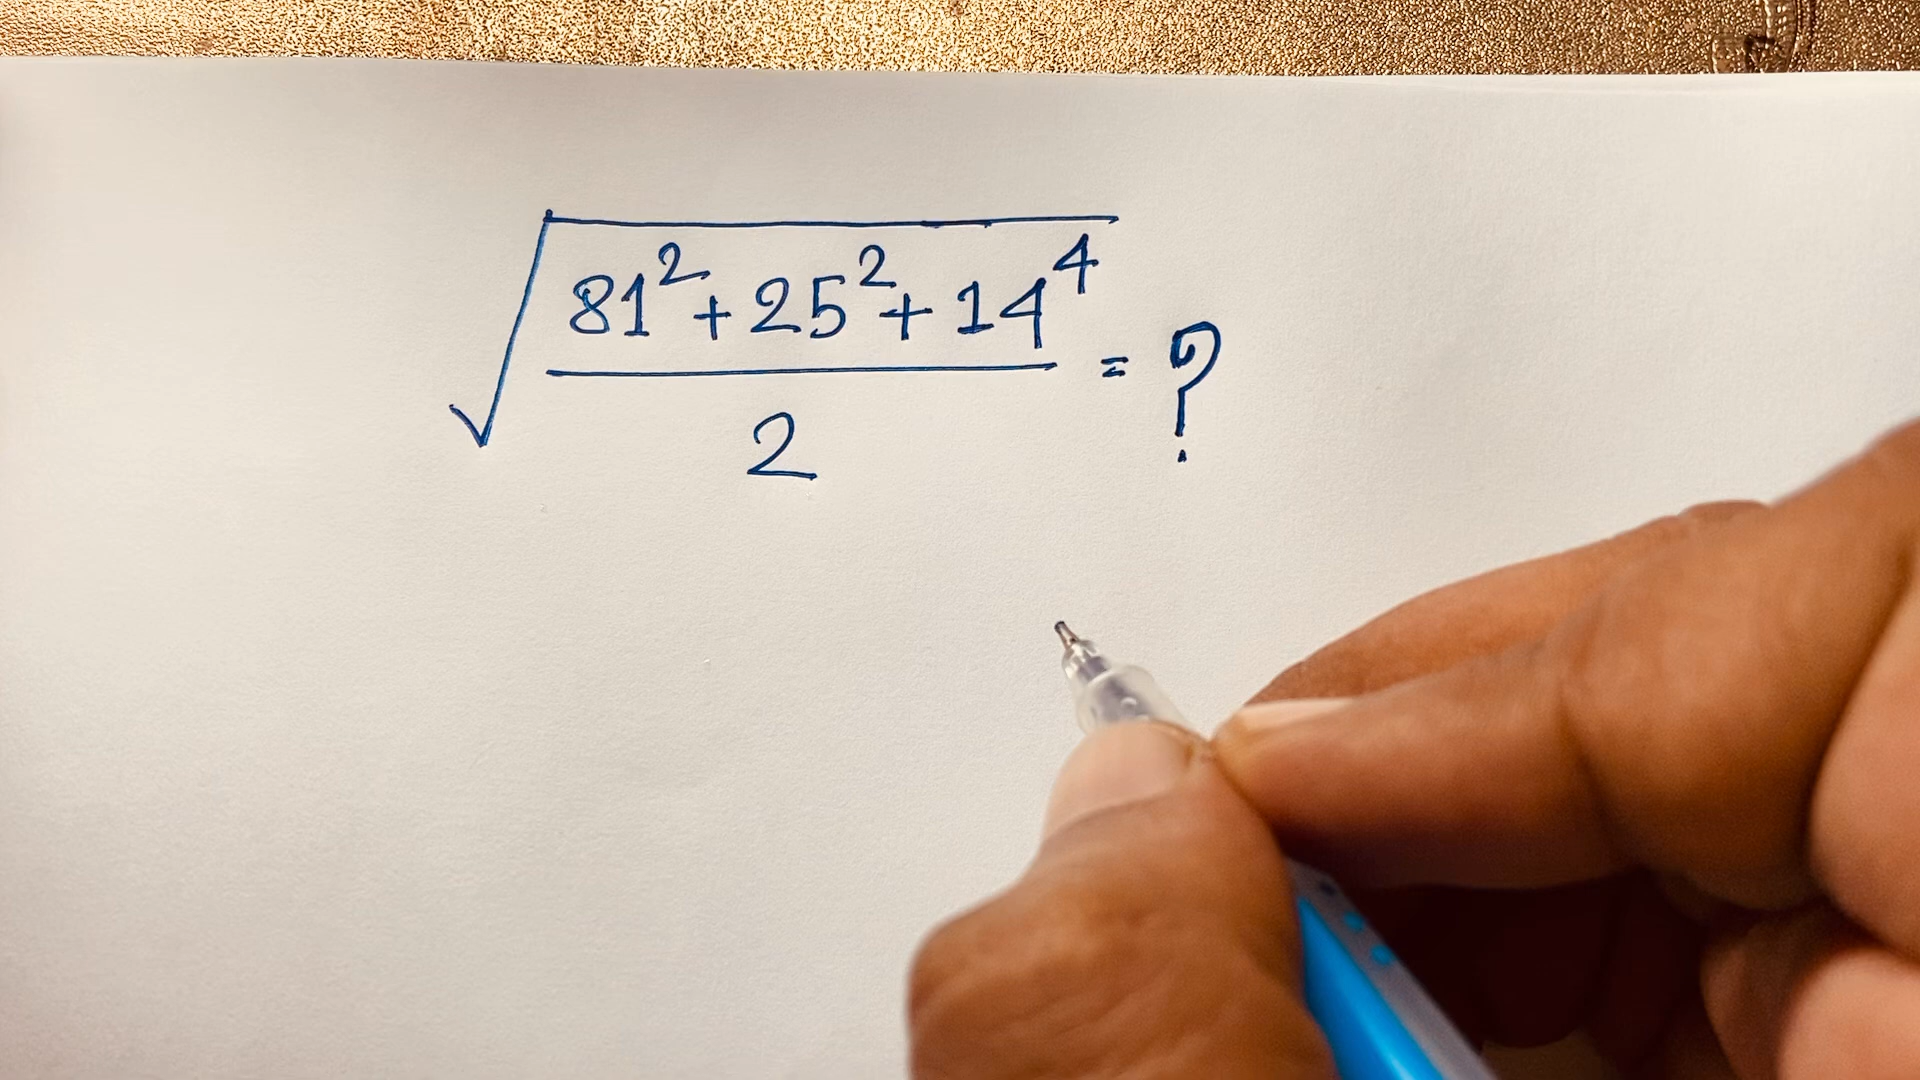 √((81² + 25² + 14⁴)/2) = ?